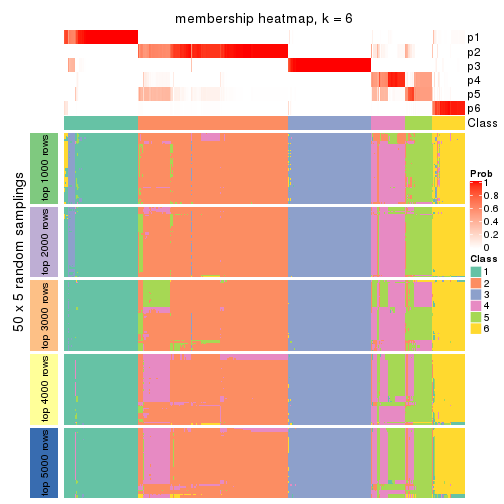 membership heatmap, k = 6
p1
p2
p3
p4
p5
p6
Class
50 x 5 random samplings
top 1000 rows
top 2000 rows
top 3000 rows
top 4000 rows
top 5000 rows
Prob
1
0.8
0.6
0.4
0.2
0
Class
1
2
3
4
5
6